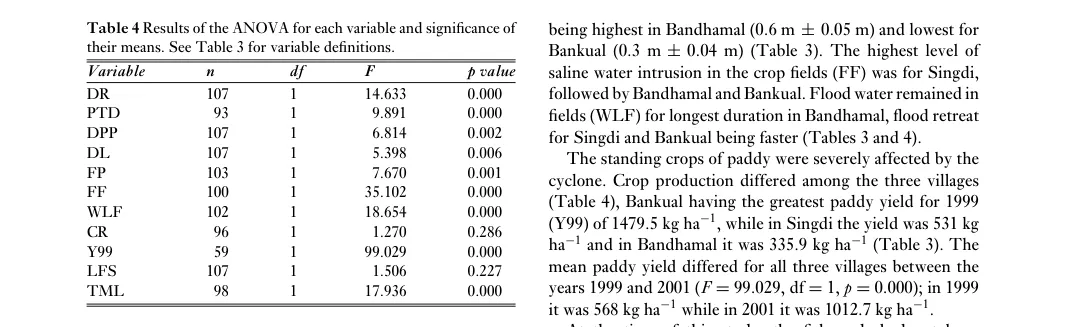 Table 4 Results of the ANOVA for each variable and significance of
their means. See Table 3 for variable definitions.
Variable n df F p value
DR 107 1 14.633 0.000
PTD 93 1 9.891 0.000
DPP 107 1 6.814 0.002
DL 107 1 5.398 0.006
FP 103 1 7.670 0.001
FF 100 1 35.102 0.000
WLF 102 1 18.654 0.000
CR 96 1 1.270 0.286
Y99 59 1 99.029 0.000
LFS 107 1 1.506 0.227
TML 98 1 17.936 0.000
being highest in Bandhamal (0.6 m ± 0.05 m) and lowest for
Bankual (0.3 m ± 0.04 m) (Table 3). The highest level of
saline water intrusion in the crop fields (FF) was for Singdi,
followed by Bandhamal and Bankual. Flood water remained in
fields (WLF) for longest duration in Bandhamal, flood retreat
for Singdi and Bankual being faster (Tables 3 and 4).
The standing crops of paddy were severely affected by the
cyclone. Crop production differed among the three villages
(Table 4), Bankual having the greatest paddy yield for 1999
(Y99) of 1479.5 kg ha⁻¹, while in Singdi the yield was 531 kg
ha⁻¹ and in Bandhamal it was 335.9 kg ha⁻¹ (Table 3). The
mean paddy yield differed for all three villages between the
years 1999 and 2001 (F = 99.029, df = 1, p = 0.000); in 1999
it was 568 kg ha⁻¹ while in 2001 it was 1012.7 kg ha⁻¹.